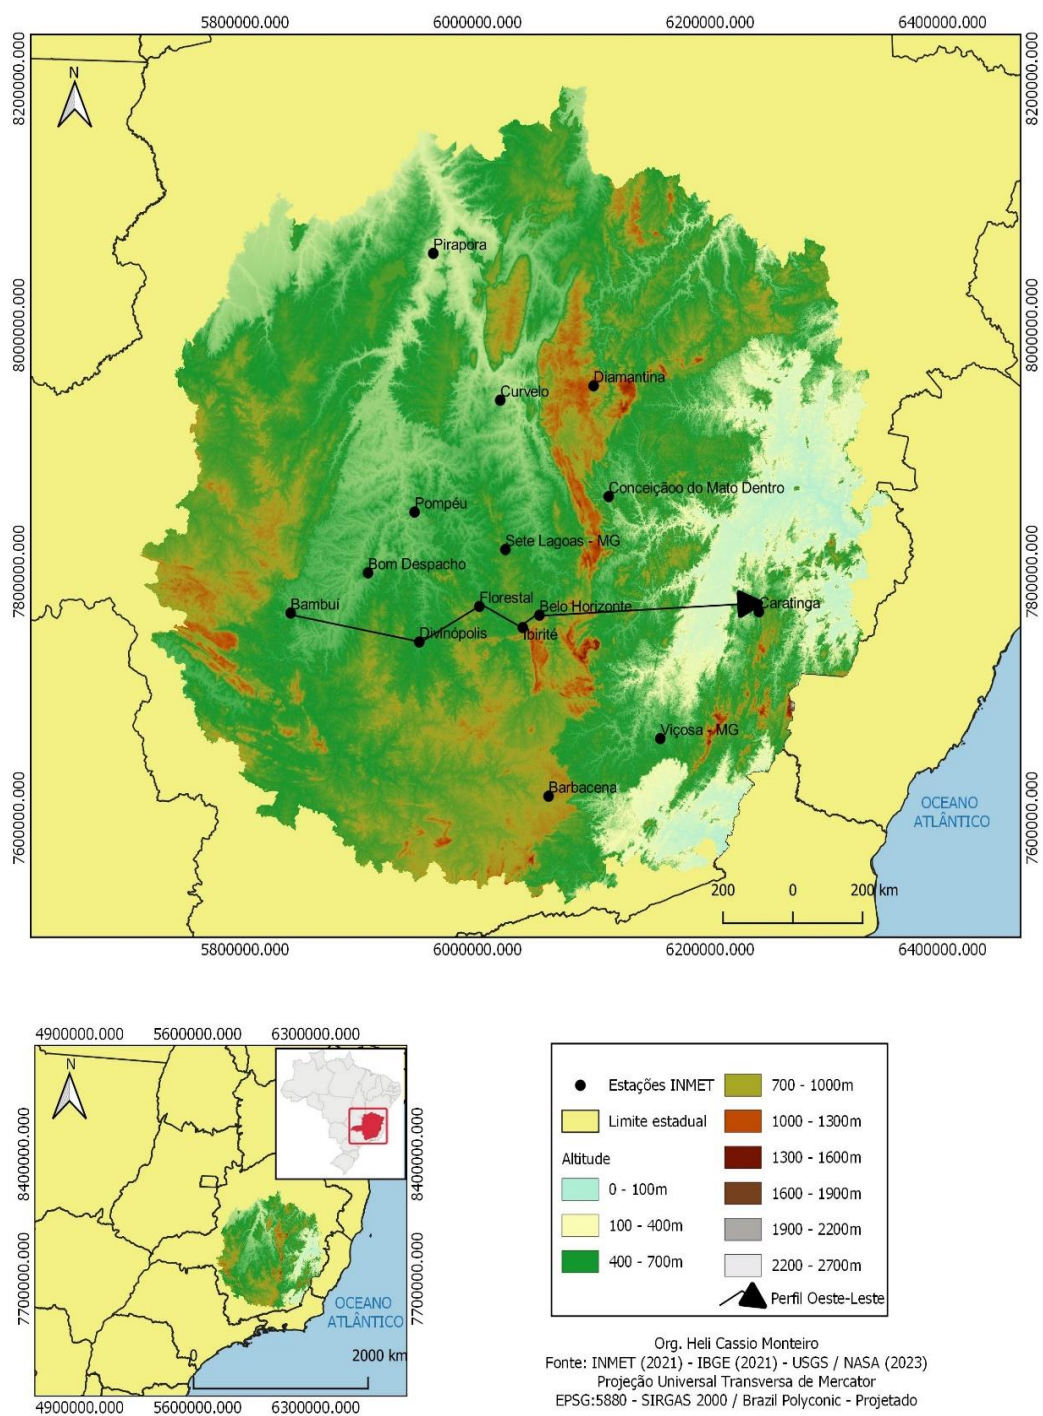 5800000.000 6000000.000 6200000.000 6400000.000
8200000.000
8200000.000
N
Pirapora
8000000.000
8000000.000
Diamantina
Curvelo
Conceiçãoo do Mato Dentro
Pompéu
Sete Lagoas - MG
Bom Despacho
7800000.000
7800000.000
Florestal
Bambuí
Belo Horizonte
Caratinga
Divinópolis
Ibirité
Viçosa - MG
Barbacena
7600000.000
7600000.000
OCEANO
ATLÂNTICO
200 0 200 km
5800000.000 6000000.000 6200000.000 6400000.000
4900000.000 5600000.000 6300000.000
N
8400000.000
8400000.000
7700000.000
7700000.000
OCEANO
ATLÂNTICO
0 2000 km
4900000.000 5600000.000 6300000.000
Estações INMET
Limite estadual
Altitude
0 - 100m
100 - 400m
400 - 700m
700 - 1000m
1000 - 1300m
1300 - 1600m
1600 - 1900m
1900 - 2200m
2200 - 2700m
Perfil Oeste-Leste
Org. Heli Cassio Monteiro
Fonte: INMET (2021) - IBGE (2021) - USGS / NASA (2023)
Projeção Universal Transversa de Mercator
EPSG:5880 - SIRGAS 2000 / Brazil Polyconic - Projetado